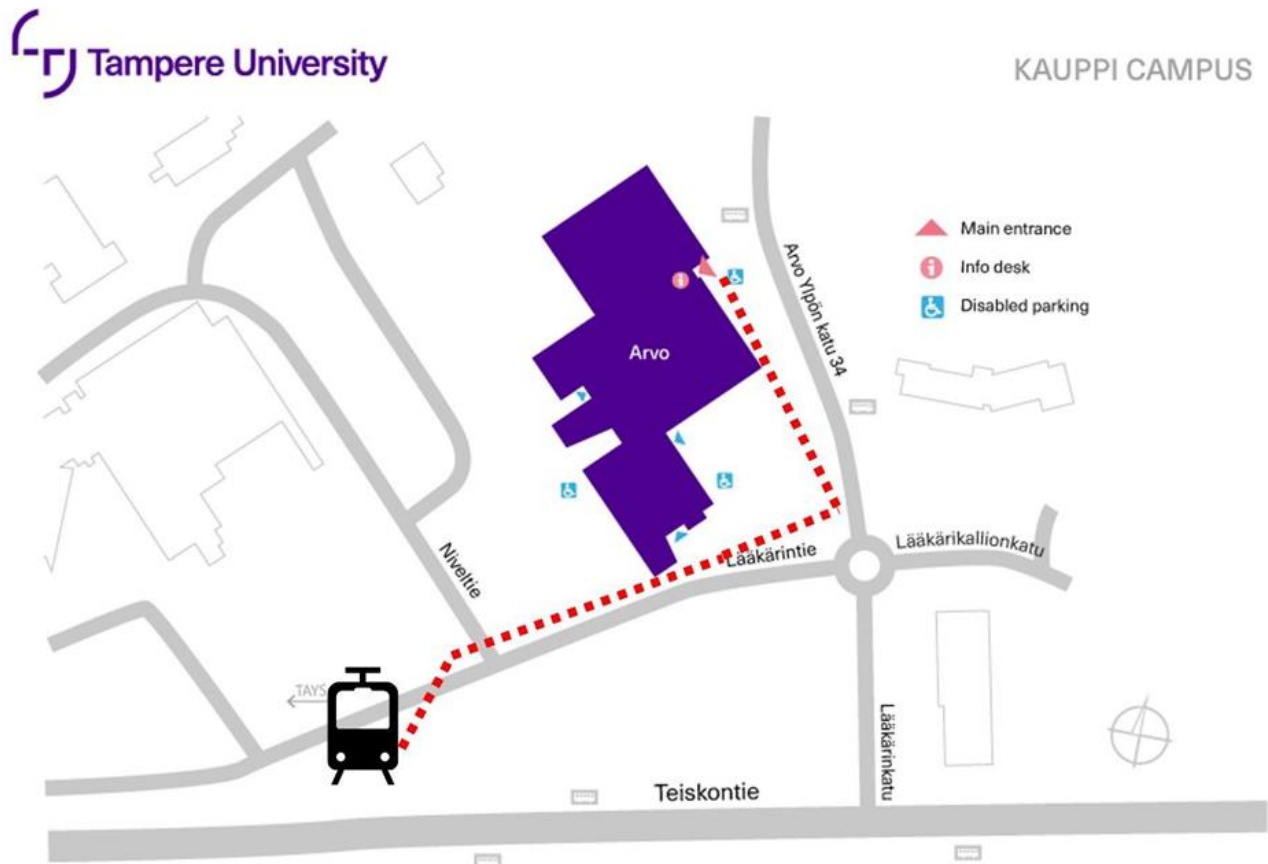 Tampere University
KAUPPI CAMPUS
Main entrance
Info desk
Disabled parking
Arvo Ylpön katu 34
Arvo
Niveltie
Lääkärintie
Lääkärikallionkatu
TAYS
Lääkärinkatu
Teiskontie